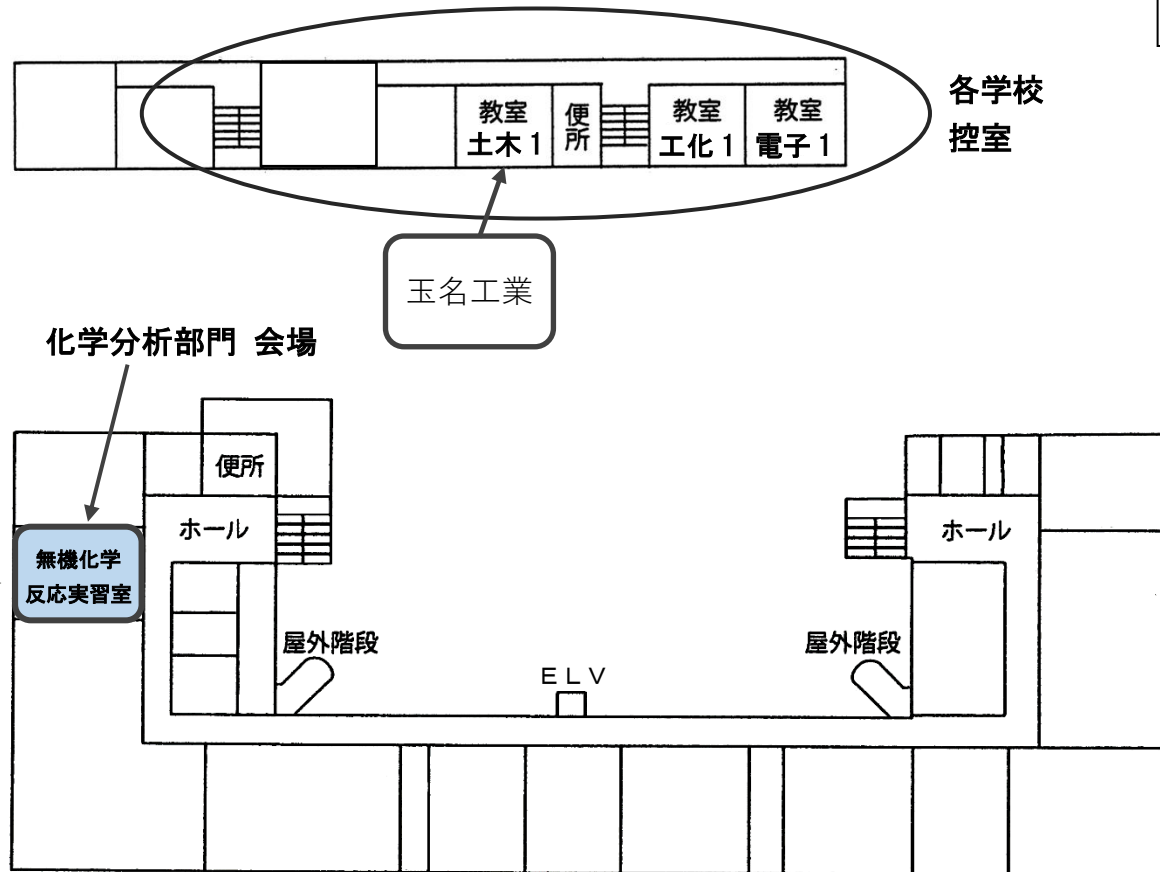 各学校
控室
教室
土木1
便所
教室
工化1
教室
電子1
玉名工業
化学分析部門 会場
便所
ホール
ホール
無機化学
反応実習室
屋外階段
屋外階段
ＥＬＶ